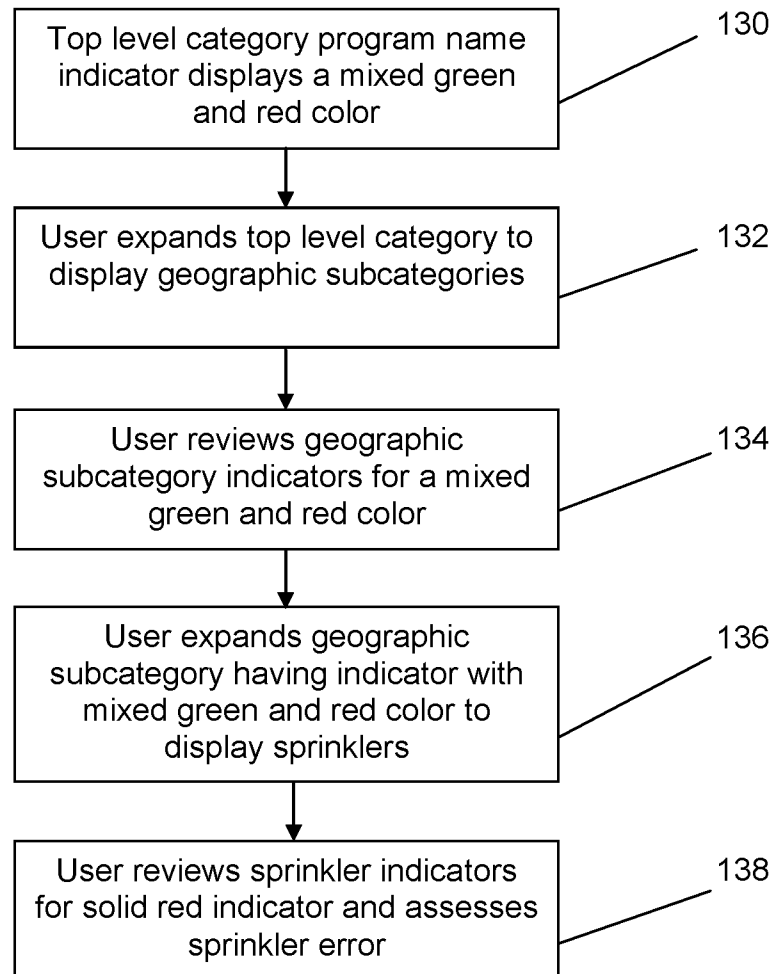 Top level category program name
indicator displays a mixed green
and red color
130
User expands top level category to
display geographic subcategories
132
User reviews geographic
subcategory indicators for a mixed
green and red color
134
User expands geographic
subcategory having indicator with
mixed green and red color to
display sprinklers
136
User reviews sprinkler indicators
for solid red indicator and assesses
sprinkler error
138